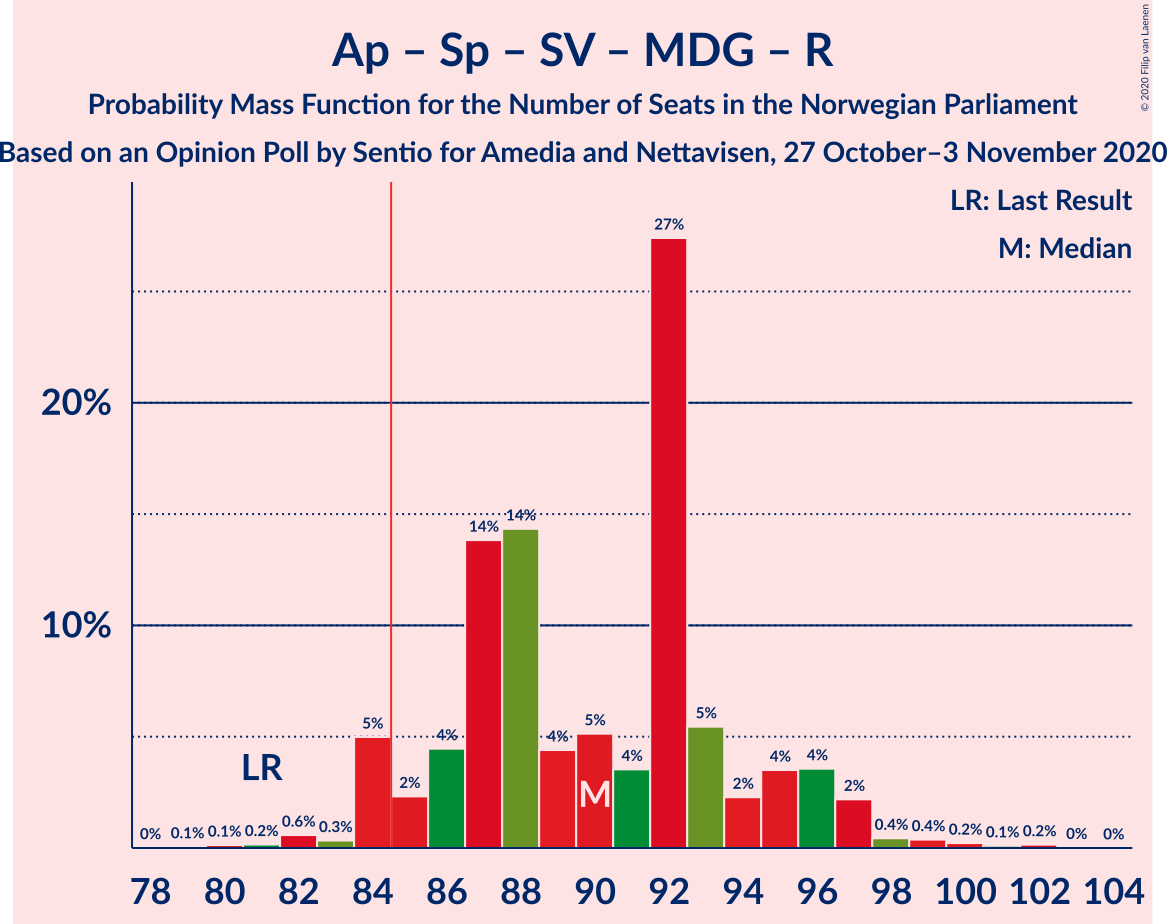 Ap – Sp – SV – MDG – R
Probability Mass Function for the Number of Seats in the Norwegian Parliament
Based on an Opinion Poll by Sentio for Amedia and Nettavisen, 27 October–3 November 2020
© 2020 Filip van Laenen
LR: Last Result
M: Median
27%
20%
14% 14%
10%
5% 2% 4% 4% 5% 4% 5% 2% 4% 4% 2%
LR
M
0% 0.1% 0.1% 0.2% 0.6% 0.3% 0.4% 0.4% 0.2% 0.1% 0.2% 0% 0%
78 80 82 84 86 88 90 92 94 96 98 100 102 104